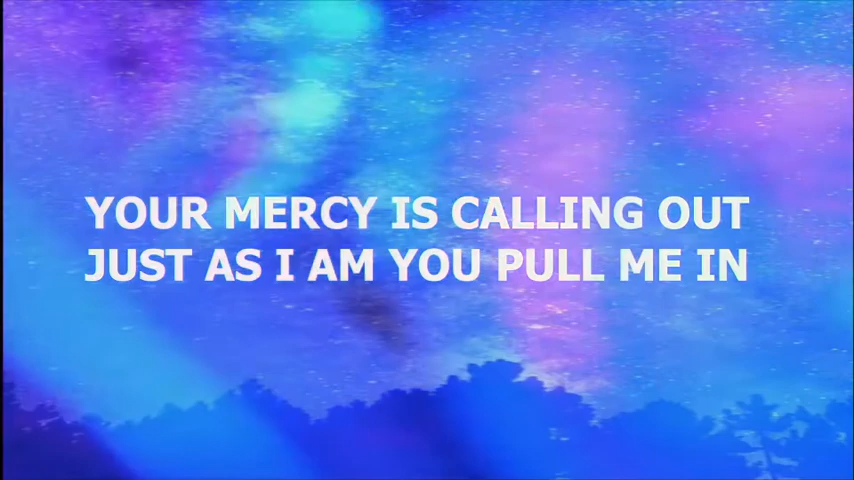 YOUR MERCY IS CALLING OUT
JUST AS I AM YOU PULL ME IN